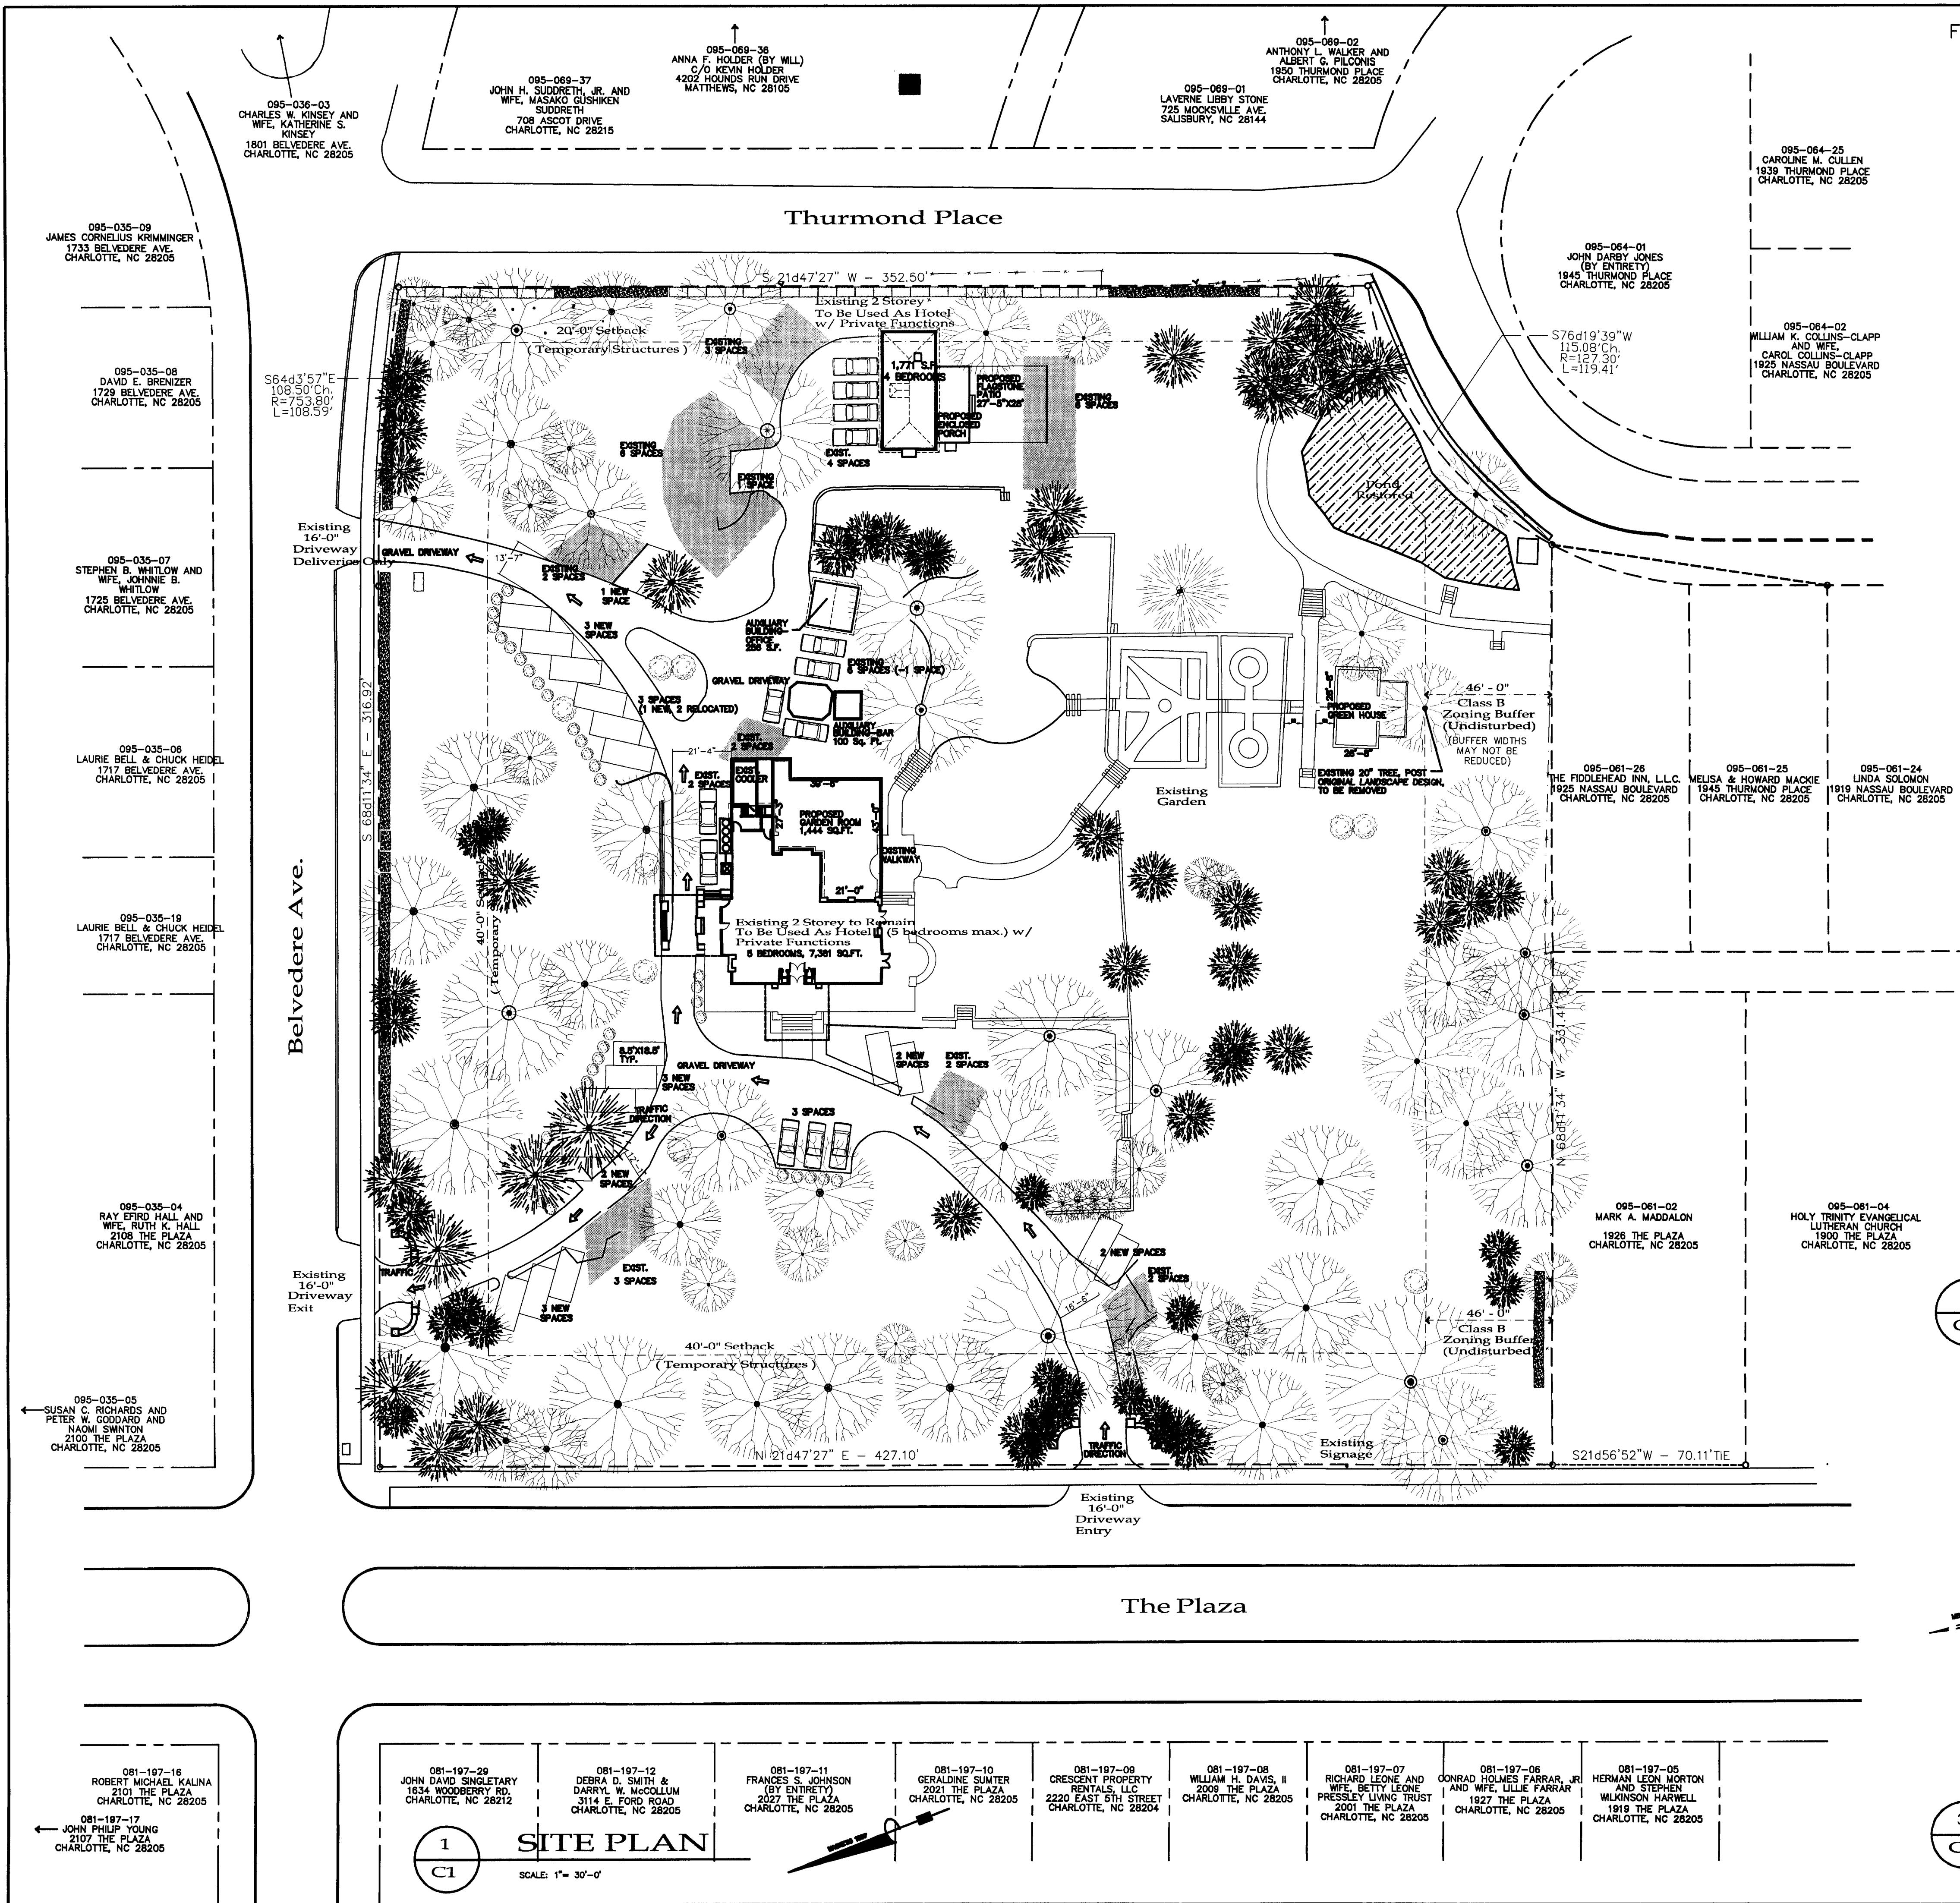 F
095-036-03
CHARLES W. KINSEY AND
WIFE, KATHERINE S.
KINSEY
1801 BELVEDERE AVE.
CHARLOTTE, NC 28205
095-069-37
JOHN H. SUDDRETH, JR. AND
WIFE, MASAKO GUSHIKEN
SUDDRETH
708 ASCOT DRIVE
CHARLOTTE, NC 28215
095-069-36
ANNA F. HOLDER (BY WILL)
C/O KEVIN HOLDER
4202 HOUNDS RUN DRIVE
MATTHEWS, NC 28105
095-069-01
LAVERNE LIBBY STONE
725 MOCKSVILLE AVE.
SALISBURY, NC 28144
095-069-02
ANTHONY L. WALKER AND
ALBERT G. PILCONIS
1950 THURMOND PLACE
CHARLOTTE, NC 28205
095-064-25
CAROLINE M. CULLEN
1939 THURMOND PLACE
CHARLOTTE, NC 28205
Thurmond Place
095-035-09
JAMES CORNELIUS KRIMMINGER
1733 BELVEDERE AVE.
CHARLOTTE, NC 28205
095-064-01
JOHN DARBY JONES
(BY ENTIRETY)
1945 THURMOND PLACE
CHARLOTTE, NC 28205
S 21d47'27" W - 352.50'
Existing 2 Storey
To Be Used As Hotel
w/ Private Functions
20'-0" Setback
( Temporary Structures )
EXISTING
3 SPACES
S76d19'39"W
115.08'Ch.
R=127.30'
L=119.41'
095-064-02
WILLIAM K. COLLINS-CLAPP
AND WIFE,
CAROL COLLINS-CLAPP
1925 NASSAU BOULEVARD
CHARLOTTE, NC 28205
095-035-08
DAVID E. BRENIZER
1729 BELVEDERE AVE.
CHARLOTTE, NC 28205
S64d3'57"E
108.50'Ch.
R=753.80'
L=108.59'
1,771 S.F.
4 BEDROOMS
PROPOSED
FLAGSTONE
PATIO
27'-5"X28'
PROPOSED
ENCLOSED
PORCH
EXISTING
6 SPACES
EXISTING
6 SPACES
EXIST.
4 SPACES
EXISTING
1 SPACE
Pond
Restored
Existing
16'-0"
Driveway
Deliveries Only
GRAVEL DRIVEWAY
13'-7"
EXISTING
2 SPACES
1 NEW
SPACE
3 NEW
SPACES
095-035-07
STEPHEN B. WHITLOW AND
WIFE, JOHNNIE B.
WHITLOW
1725 BELVEDERE AVE.
CHARLOTTE, NC 28205
AUXILIARY
BUILDING-
OFFICE
256 S.F.
EXISTING
6 SPACES (-1 SPACE)
GRAVEL DRIVEWAY
3 SPACES
(1 NEW, 2 RELOCATED)
AUXILIARY
BUILDING-BAR
100 Sq. Ft.
EXIST.
2 SPACES
26'-8"
PROPOSED
GREEN HOUSE
26'-8"
46' - 0"
Class B
Zoning Buffer
(Undisturbed)
(BUFFER WIDTHS
MAY NOT BE
REDUCED)
EXISTING 20" TREE, POST
ORIGINAL LANDSCAPE DESIGN,
TO BE REMOVED
S 68d11'34" E - 316.92'
095-035-06
LAURIE BELL & CHUCK HEIDEL
1717 BELVEDERE AVE.
CHARLOTTE, NC 28205
21'-4"
EXIST.
2 SPACES
EXIST.
COOLER
39'-8"
27'-3"
PROPOSED
GARDEN ROOM
1,444 SQ.FT.
43'-0"
EXISTING
WALKWAY
21'-0"
Existing
Garden
095-061-26
THE FIDDLEHEAD INN, L.L.C.
1925 NASSAU BOULEVARD
CHARLOTTE, NC 28205
095-061-25
MELISA & HOWARD MACKIE
1945 THURMOND PLACE
CHARLOTTE, NC 28205
095-061-24
LINDA SOLOMON
1919 NASSAU BOULEVARD
CHARLOTTE, NC 28205
Belvedere Ave.
40'-0" Setback
( Temporary
095-035-19
LAURIE BELL & CHUCK HEIDEL
1717 BELVEDERE AVE.
CHARLOTTE, NC 28205
Existing 2 Storey to Remain
To Be Used As Hotel (5 bedrooms max.) w/
Private Functions
5 BEDROOMS, 7,381 SQ.FT.
8.5'X18.5'
TYP.
GRAVEL DRIVEWAY
3 NEW
SPACES
2 NEW
SPACES
EXIST.
2 SPACES
N 68d11'34" W - 331.41'
TRAFFIC
DIRECTION
3 SPACES
2 NEW
SPACES
095-035-04
RAY EFIRD HALL AND
WIFE, RUTH K. HALL
2108 THE PLAZA
CHARLOTTE, NC 28205
095-061-02
MARK A. MADDALON
1926 THE PLAZA
CHARLOTTE, NC 28205
095-061-04
HOLY TRINITY EVANGELICAL
LUTHERAN CHURCH
1900 THE PLAZA
CHARLOTTE, NC 28205
Existing
16'-0"
Driveway
Exit
TRAFFIC
EXIST.
3 SPACES
3 NEW
SPACES
2 NEW SPACES
EXIST.
2 SPACES
16'-6"
46' - 0"
Class B
Zoning Buffer
(Undisturbed)
40'-0" Setback
( Temporary Structures )
095-035-05
SUSAN C. RICHARDS AND
PETER W. GODDARD AND
NAOMI SWINTON
2100 THE PLAZA
CHARLOTTE, NC 28205
N 21d47'27" E - 427.10'
TRAFFIC
DIRECTION
Existing
Signage
S21d56'52"W - 70.11'TIE
Existing
16'-0"
Driveway
Entry
The Plaza
081-197-16
ROBERT MICHAEL KALINA
2101 THE PLAZA
CHARLOTTE, NC 28205
081-197-17
JOHN PHILIP YOUNG
2107 THE PLAZA
CHARLOTTE, NC 28205
081-197-29
JOHN DAVID SINGLETARY
1634 WOODBERRY RD.
CHARLOTTE, NC 28212
081-197-12
DEBRA D. SMITH &
DARRYL W. McCOLLUM
3114 E. FORD ROAD
CHARLOTTE, NC 28205
081-197-11
FRANCES S. JOHNSON
(BY ENTIRETY)
2027 THE PLAZA
CHARLOTTE, NC 28205
081-197-10
GERALDINE SUMTER
2021 THE PLAZA
CHARLOTTE, NC 28205
081-197-09
CRESCENT PROPERTY
RENTALS, LLC
2220 EAST 5TH STREET
CHARLOTTE, NC 28204
081-197-08
WILLIAM H. DAVIS, II
2009 THE PLAZA
CHARLOTTE, NC 28205
081-197-07
RICHARD LEONE AND
WIFE, BETTY LEONE
PRESSLEY LIVING TRUST
2001 THE PLAZA
CHARLOTTE, NC 28205
081-197-06
CONRAD HOLMES FARRAR, JR
AND WIFE, LILLIE FARRAR
1927 THE PLAZA
CHARLOTTE, NC 28205
081-197-05
HERMAN LEON MORTON
AND STEPHEN
WILKINSON HARWELL
1919 THE PLAZA
CHARLOTTE, NC 28205
1
C1
SITE PLAN
SCALE: 1"= 30'-0"